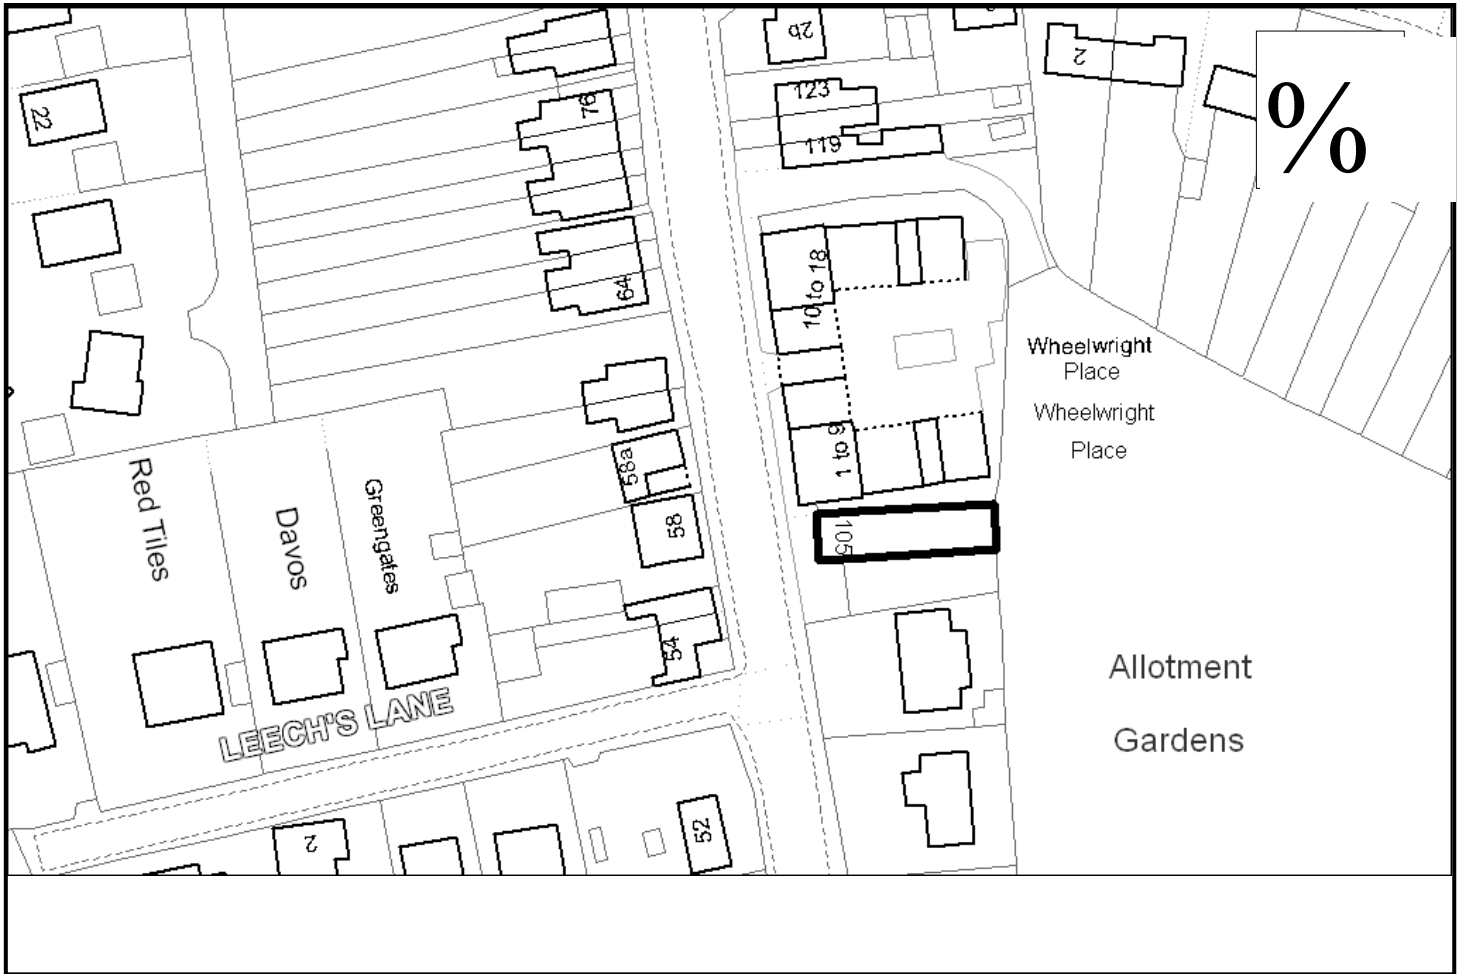 2b
2
%
22
76
123
119
64
10 to 18
Wheelwright
Place
Wheelwright
Place
58a
1 to 9
Red Tiles
Davos
Greengates
58
105
54
Allotment
Gardens
LEECH'S LANE
2
52